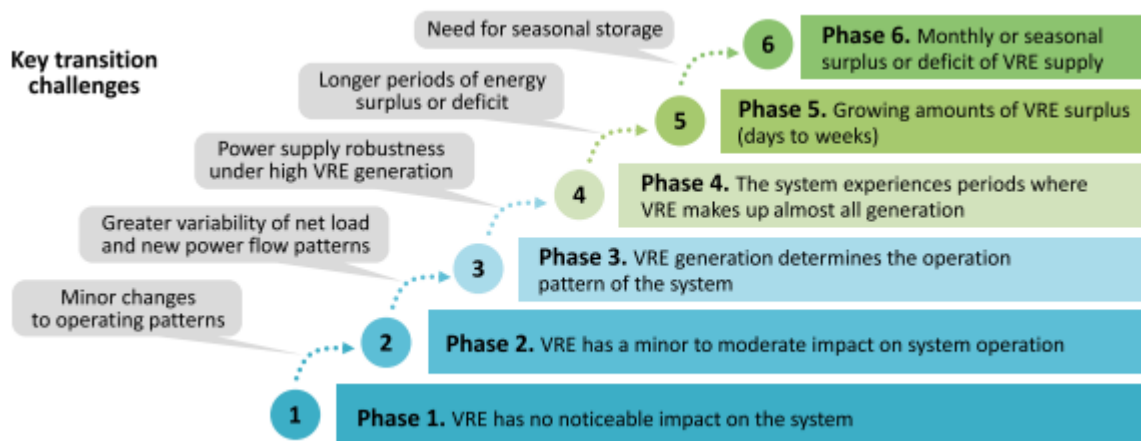 Key transition
challenges
Need for seasonal storage
6
Phase 6. Monthly or seasonal
surplus or deficit of VRE supply
Longer periods of energy
surplus or deficit
5
Phase 5. Growing amounts of VRE surplus
(days to weeks)
Power supply robustness
under high VRE generation
4
Phase 4. The system experiences periods where
VRE makes up almost all generation
Greater variability of net load
and new power flow patterns
3
Phase 3. VRE generation determines the operation
pattern of the system
Minor changes
to operating patterns
2
Phase 2. VRE has a minor to moderate impact on system operation
1
Phase 1. VRE has no noticeable impact on the system